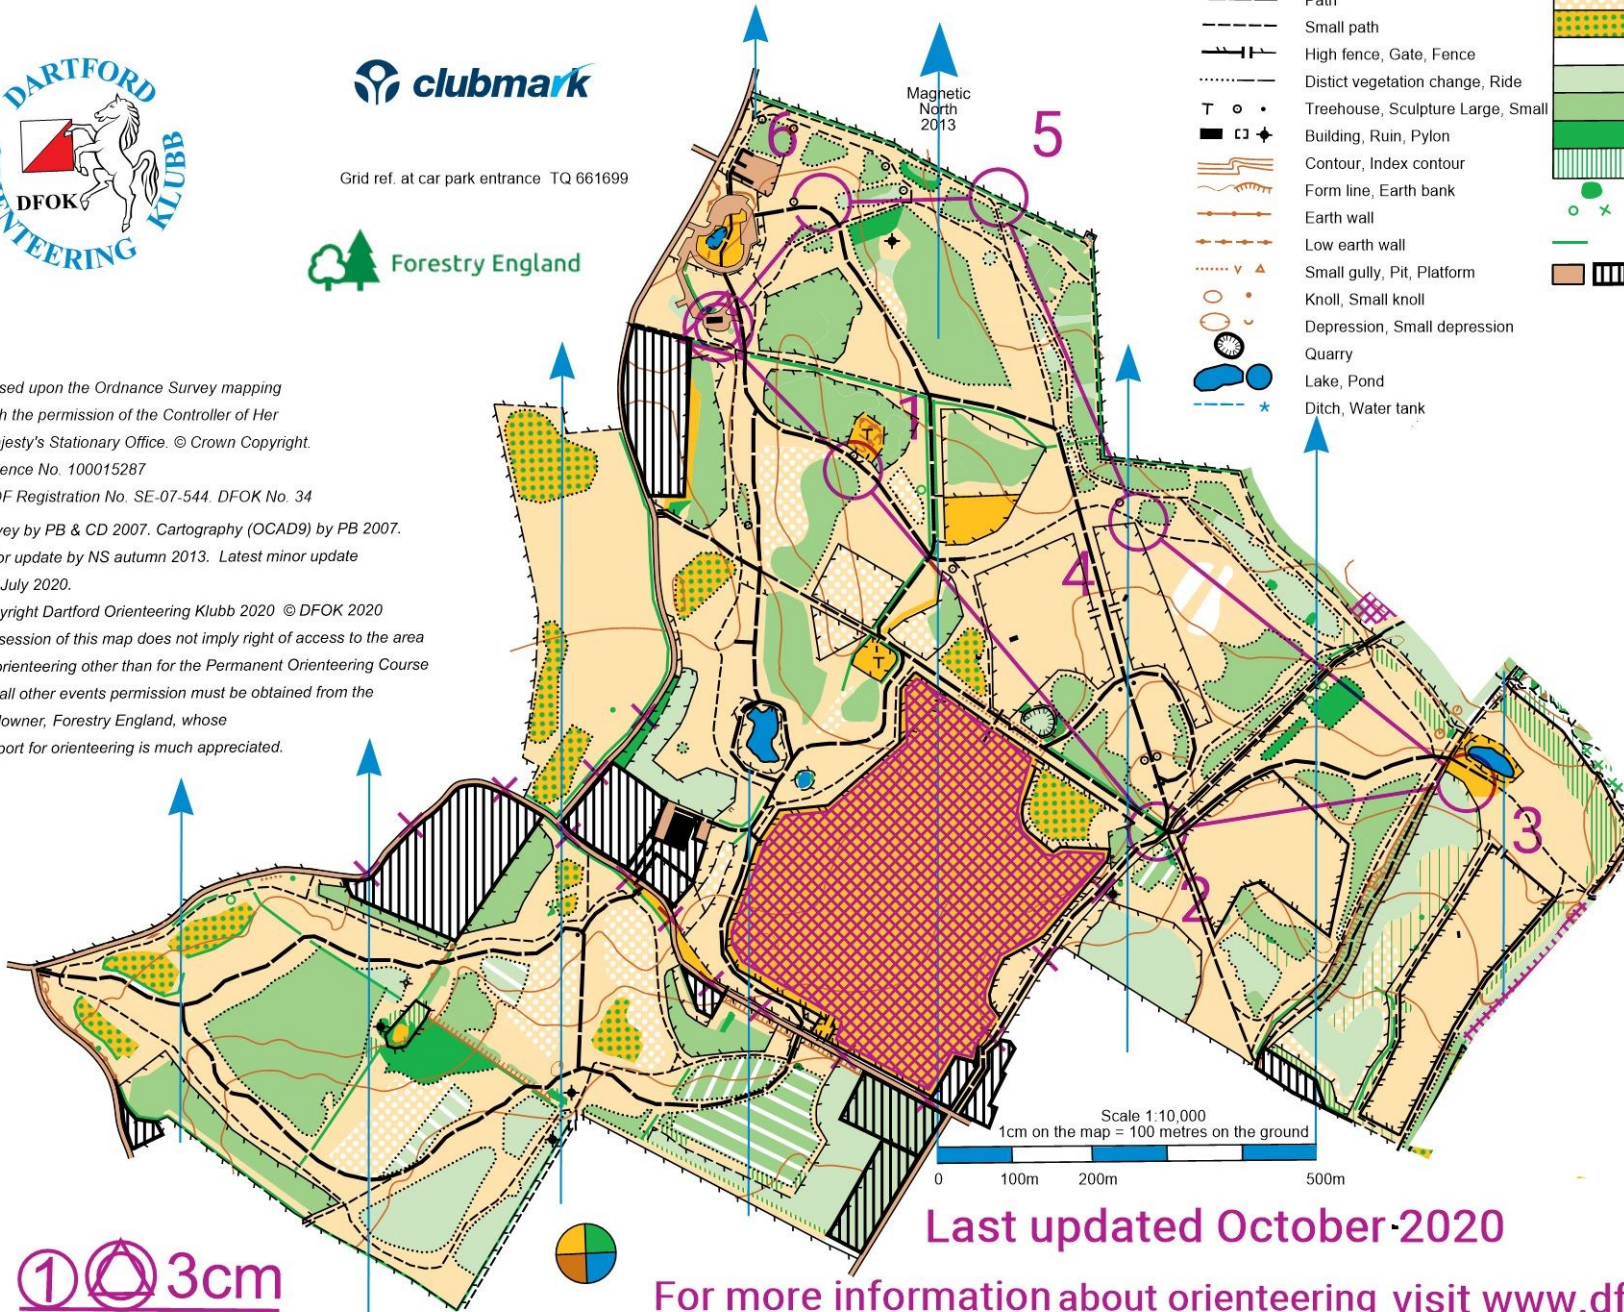 DARTFORD
ORIENTEERING
KLUBB
DFOK
clubmark
Grid ref. at car park entrance TQ 661699
Forestry England
sed upon the Ordnance Survey mapping
h the permission of the Controller of Her
jesty's Stationary Office. © Crown Copyright.
ence No. 100015287
OF Registration No. SE-07-544. DFOK No. 34
vey by PB & CD 2007. Cartography (OCAD9) by PB 2007.
or update by NS autumn 2013. Latest minor update
July 2020.
yright Dartford Orienteering Klubb 2020 © DFOK 2020
session of this map does not imply right of access to the area
orienteering other than for the Permanent Orienteering Course
all other events permission must be obtained from the
downer, Forestry England, whose
port for orienteering is much appreciated.
Magnetic
North
2013
6
5
1
4
3
2
T
T
Path
Small path
High fence, Gate, Fence
Distict vegetation change, Ride
T Treehouse, Sculpture Large, Small
Building, Ruin, Pylon
Contour, Index contour
Form line, Earth bank
Earth wall
Low earth wall
Small gully, Pit, Platform
Knoll, Small knoll
Depression, Small depression
Quarry
Lake, Pond
Ditch, Water tank
Scale 1:10,000
1cm on the map = 100 metres on the ground
0 100m 200m 500m
Last updated October-2020
1 3cm
For more information about orienteering visit www.df